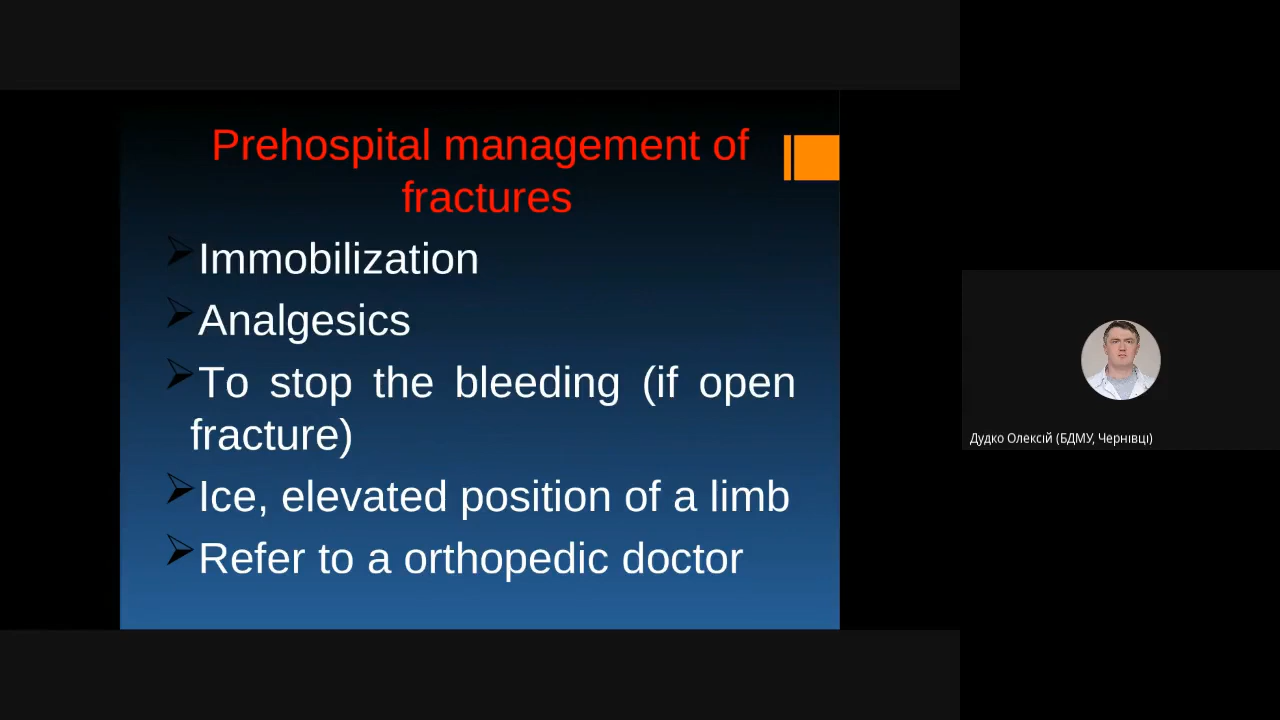 Prehospital management of
fractures
Immobilization
Analgesics
To stop the bleeding (if open
fracture)
Ice, elevated position of a limb
Refer to a orthopedic doctor
Дудко Олексій (БДМУ, Чернівці)